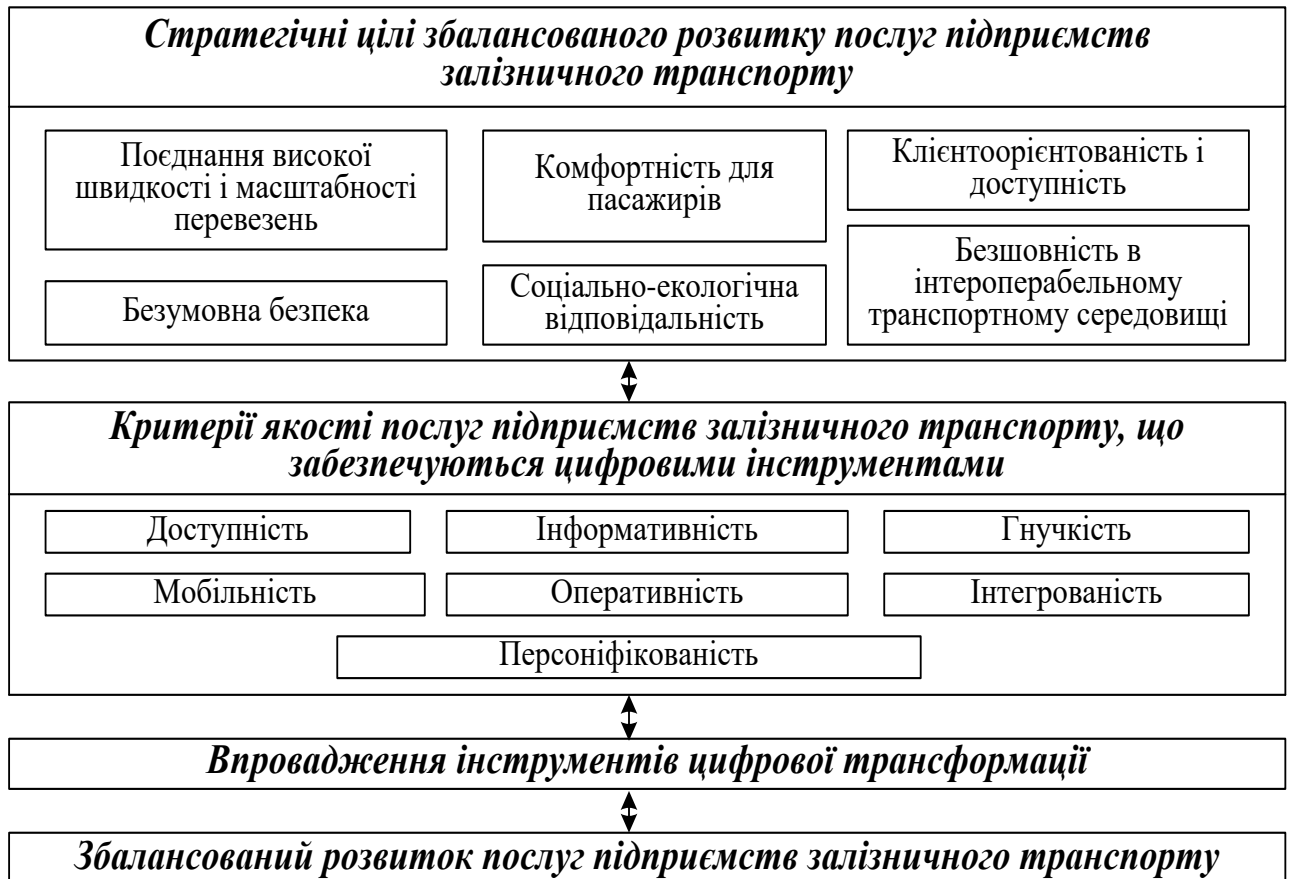 Стратегічні цілі збалансованого розвитку послуг підприємств
залізничного транспорту
Поєднання високої
швидкості і масштабності
перевезень
Комфортність для
пасажирів
Клієнтоорієнтованість і
доступність
Безумовна безпека
Соціально-екологічна
відповідальність
Безшовність в
інтероперабельному
транспортному середовищі
Критерії якості послуг підприємств залізничного транспорту, що
забезпечуються цифровими інструментами
Доступність
Інформативність
Гнучкість
Мобільність
Оперативність
Інтегрованість
Персоніфікованість
Впровадження інструментів цифрової трансформації
Збалансований розвиток послуг підприємств залізничного транспорту